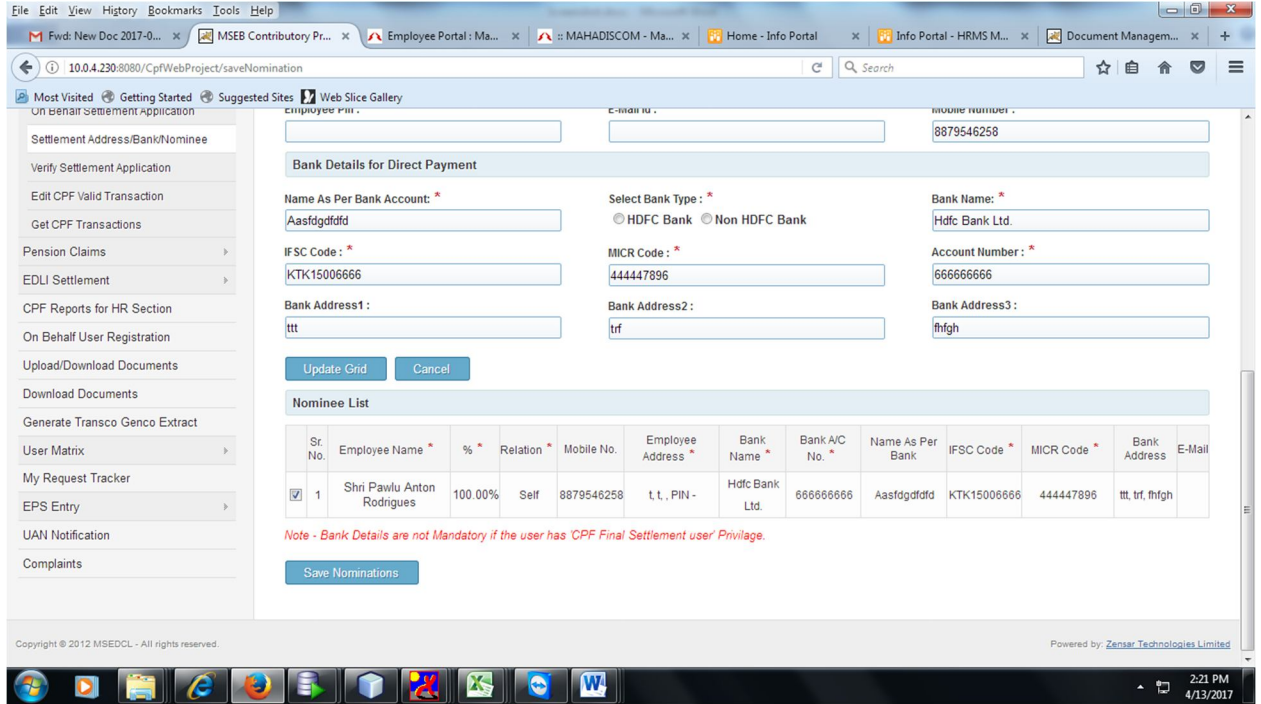 File Edit View History Bookmarks Tools Help
Fwd: New Doc 2017-0... × MSEB Contributory Pr... × Employee Portal : Ma... × :: MAHADISCOM - Ma... × Home - Info Portal × Info Portal - HRMS M... × Document Managem... × +
10.0.4.230:8080/CpfWebProject/saveNomination Search
Most Visited Getting Started Suggested Sites Web Slice Gallery
On Behalf Settlement Application
Settlement Address/Bank/Nominee
Verify Settlement Application
Edit CPF Valid Transaction
Get CPF Transactions
Pension Claims
EDLI Settlement
CPF Reports for HR Section
On Behalf User Registration
Upload/Download Documents
Download Documents
Generate Transco Genco Extract
User Matrix
My Request Tracker
EPS Entry
UAN Notification
Complaints
Employee Pin : E-Mail Id : Mobile Number :
8879546258
Bank Details for Direct Payment
Name As Per Bank Account: * Select Bank Type : * Bank Name: *
Aasfdgdfdfd HDFC Bank Non HDFC Bank Hdfc Bank Ltd.
IFSC Code : * MICR Code : * Account Number : *
KTK15006666 444447896 666666666
Bank Address1 : Bank Address2 : Bank Address3 :
ttt trf fhfgh
Update Grid Cancel
Nominee List
Sr. No. Employee Name * % * Relation * Mobile No. Employee Address * Bank Name * Bank A/C No. * Name As Per Bank IFSC Code * MICR Code * Bank Address E-Mail
1 Shri Pawlu Anton Rodrigues 100.00% Self 8879546258 t, t, , PIN - Hdfc Bank Ltd. 666666666 Aasfdgdfdfd KTK15006666 444447896 ttt, trf, fhfgh
Note - Bank Details are not Mandatory if the user has 'CPF Final Settlement user' Privilage.
Save Nominations
Copyright © 2012 MSEDCL - All rights reserved. Powered by: Zensar Technologies Limited
2:21 PM
4/13/2017